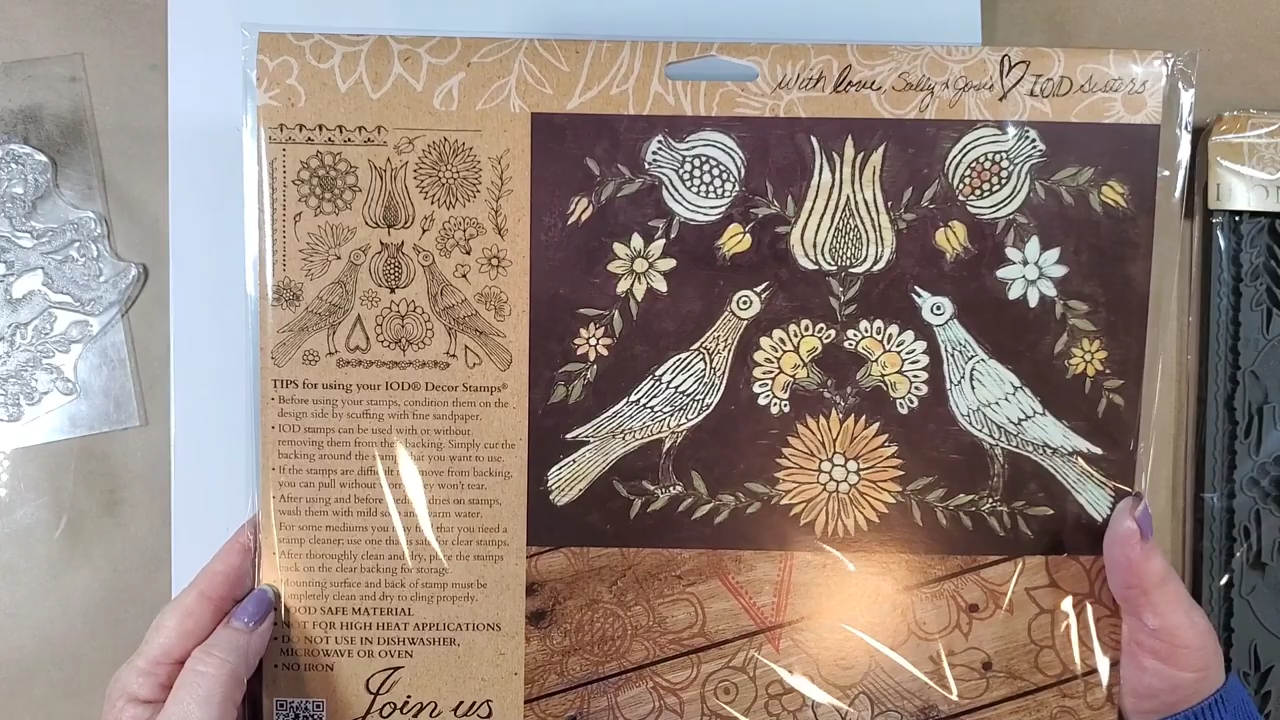 With love, Sally & Josie IOD Sisters
TIPS for using your IOD® Decor Stamps®
• Before using your stamps, condition them on the
design side by scuffing with fine sandpaper.
• IOD stamps can be used with or without
removing them from their backing. Simply cut the
backing around the stamp that you want to use.
• If the stamps are difficult move from backing,
you can pull without worry they won't tear.
• After using and before medium dries on stamps,
wash them with mild soap and warm water.
For some mediums you may find that you need a
stamp cleaner; use one that is safe for clear stamps.
• After thoroughly clean and dry, place the stamps
back on the clear backing for storage.
Mounting surface and back of stamp must be
completely clean and dry to cling properly.
FOOD SAFE MATERIAL
• NOT FOR HIGH HEAT APPLICATIONS
• DO NOT USE IN DISHWASHER,
MICROWAVE OR OVEN
• NO IRON
Join us